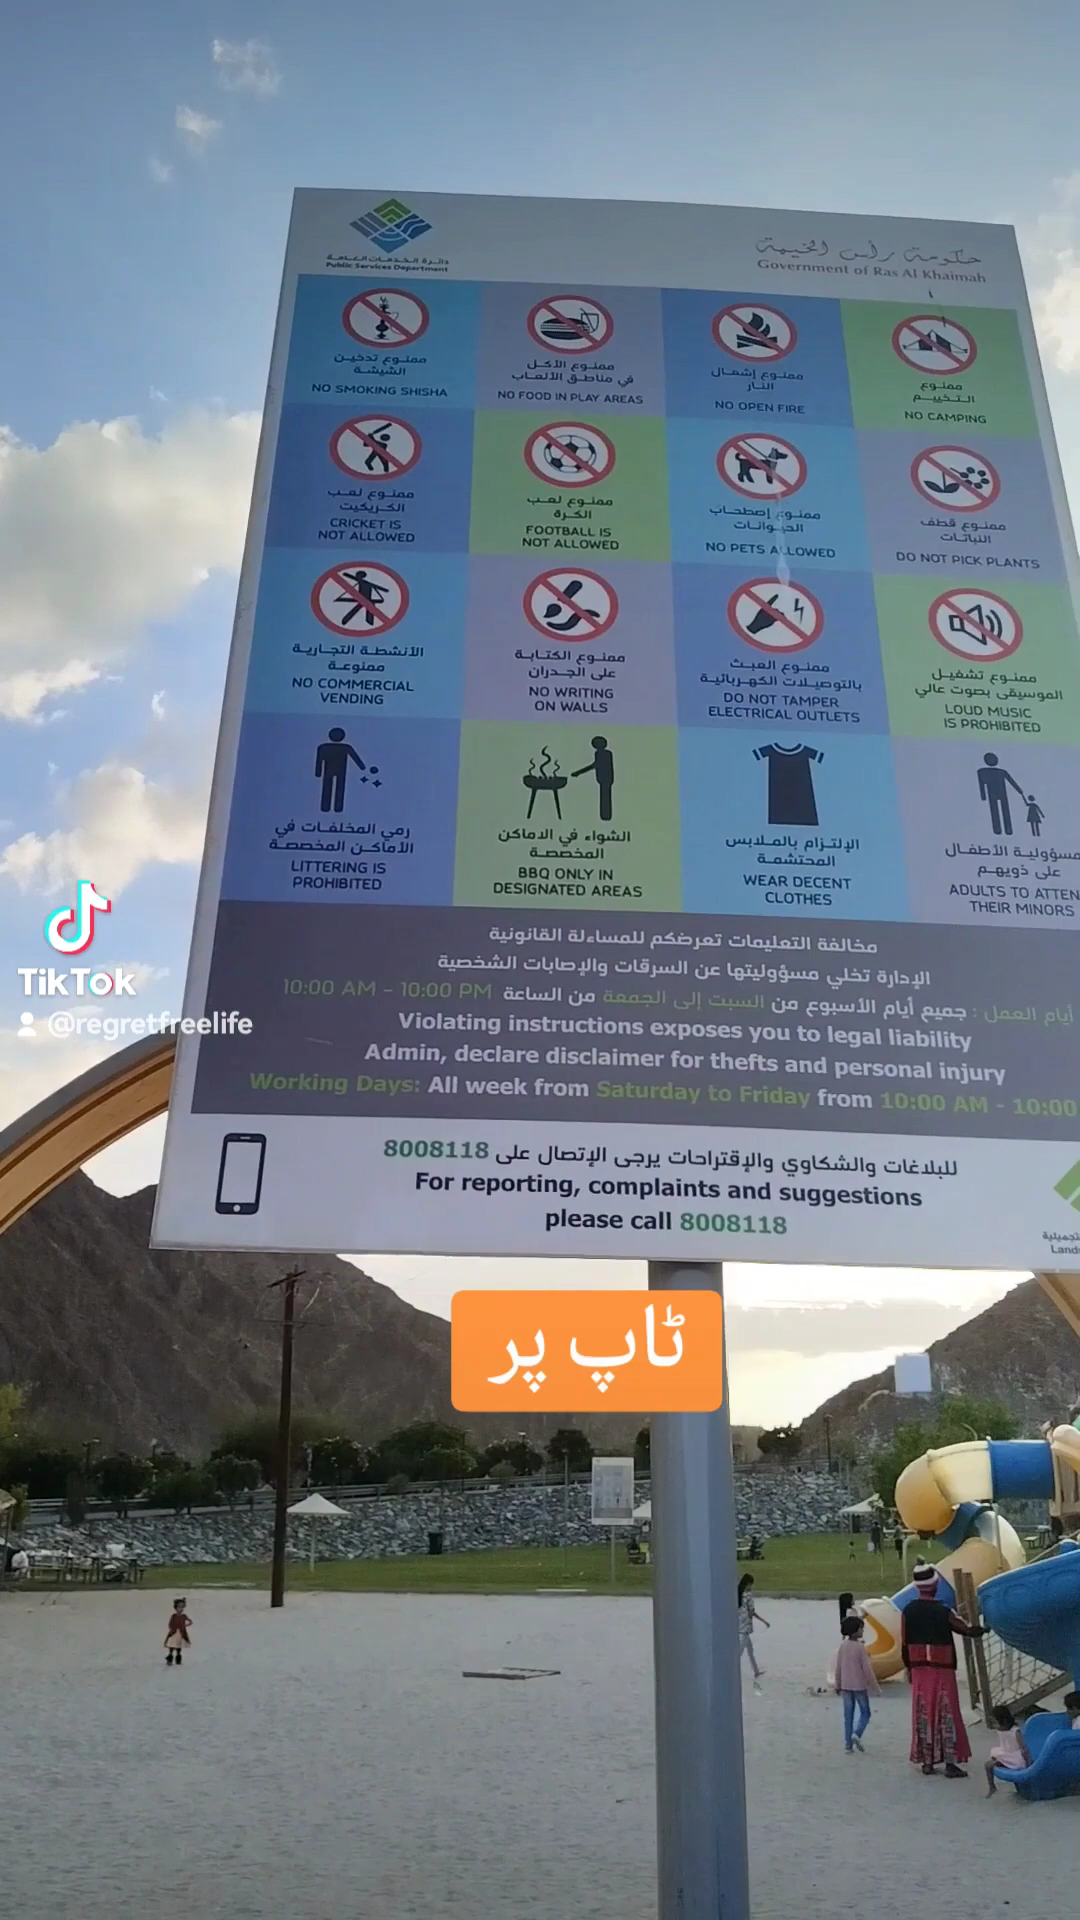 دائرة الخدمات العامة
Public Services Department
حكومة رأس الخيمة
Government of Ras Al Khaimah
ممنوع تدخين
الشيشة
NO SMOKING SHISHA
ممنوع الأكل
في مناطق الألعاب
NO FOOD IN PLAY AREAS
ممنوع إشعال
النار
NO OPEN FIRE
ممنوع
التخييم
NO CAMPING
ممنوع لعب
الكريكيت
CRICKET IS
NOT ALLOWED
ممنوع لعب
الكرة
FOOTBALL IS
NOT ALLOWED
ممنوع إصطحاب
الحيوانات
NO PETS ALLOWED
ممنوع قطف
النباتات
DO NOT PICK PLANTS
الأنشطة التجارية
ممنوعة
NO COMMERCIAL
VENDING
ممنوع الكتابة
على الجدران
NO WRITING
ON WALLS
ممنوع العبث
بالتوصيلات الكهربائية
DO NOT TAMPER
ELECTRICAL OUTLETS
ممنوع تشغيل
الموسيقى بصوت عالي
LOUD MUSIC
IS PROHIBITED
رمي المخلفات في
الأماكن المخصصة
LITTERING IS
PROHIBITED
الشواء في الاماكن
المخصصة
BBQ ONLY IN
DESIGNATED AREAS
الإلتزام بالملابس
المحتشمة
WEAR DECENT
CLOTHES
مسؤولية الأطفال
على ذويهم
ADULTS TO ATTEN
THEIR MINORS
مخالفة التعليمات تعرضكم للمساءلة القانونية
الإدارة تخلي مسؤوليتها عن السرقات والإصابات الشخصية
أيام العمل : جميع أيام الأسبوع من السبت إلى الجمعة من الساعة 10:00 AM - 10:00 PM
Violating instructions exposes you to legal liability
Admin, declare disclaimer for thefts and personal injury
Working Days: All week from Saturday to Friday from 10:00 AM - 10:00
للبلاغات والشكاوي والإقتراحات يرجى الإتصال على 8008118
For reporting, complaints and suggestions
please call 8008118
TikTok
@regretfreelife
ٹاپ پر